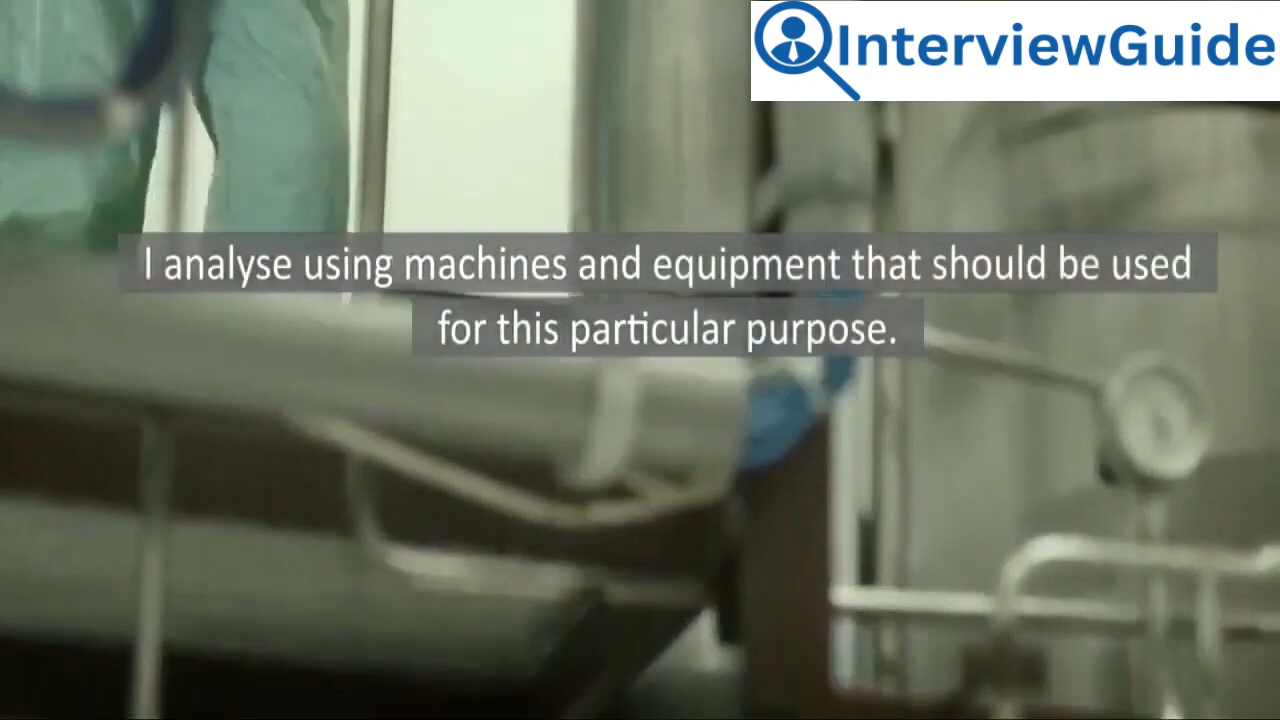 InterviewGuide
I analyse using machines and equipment that should be used
for this particular purpose.